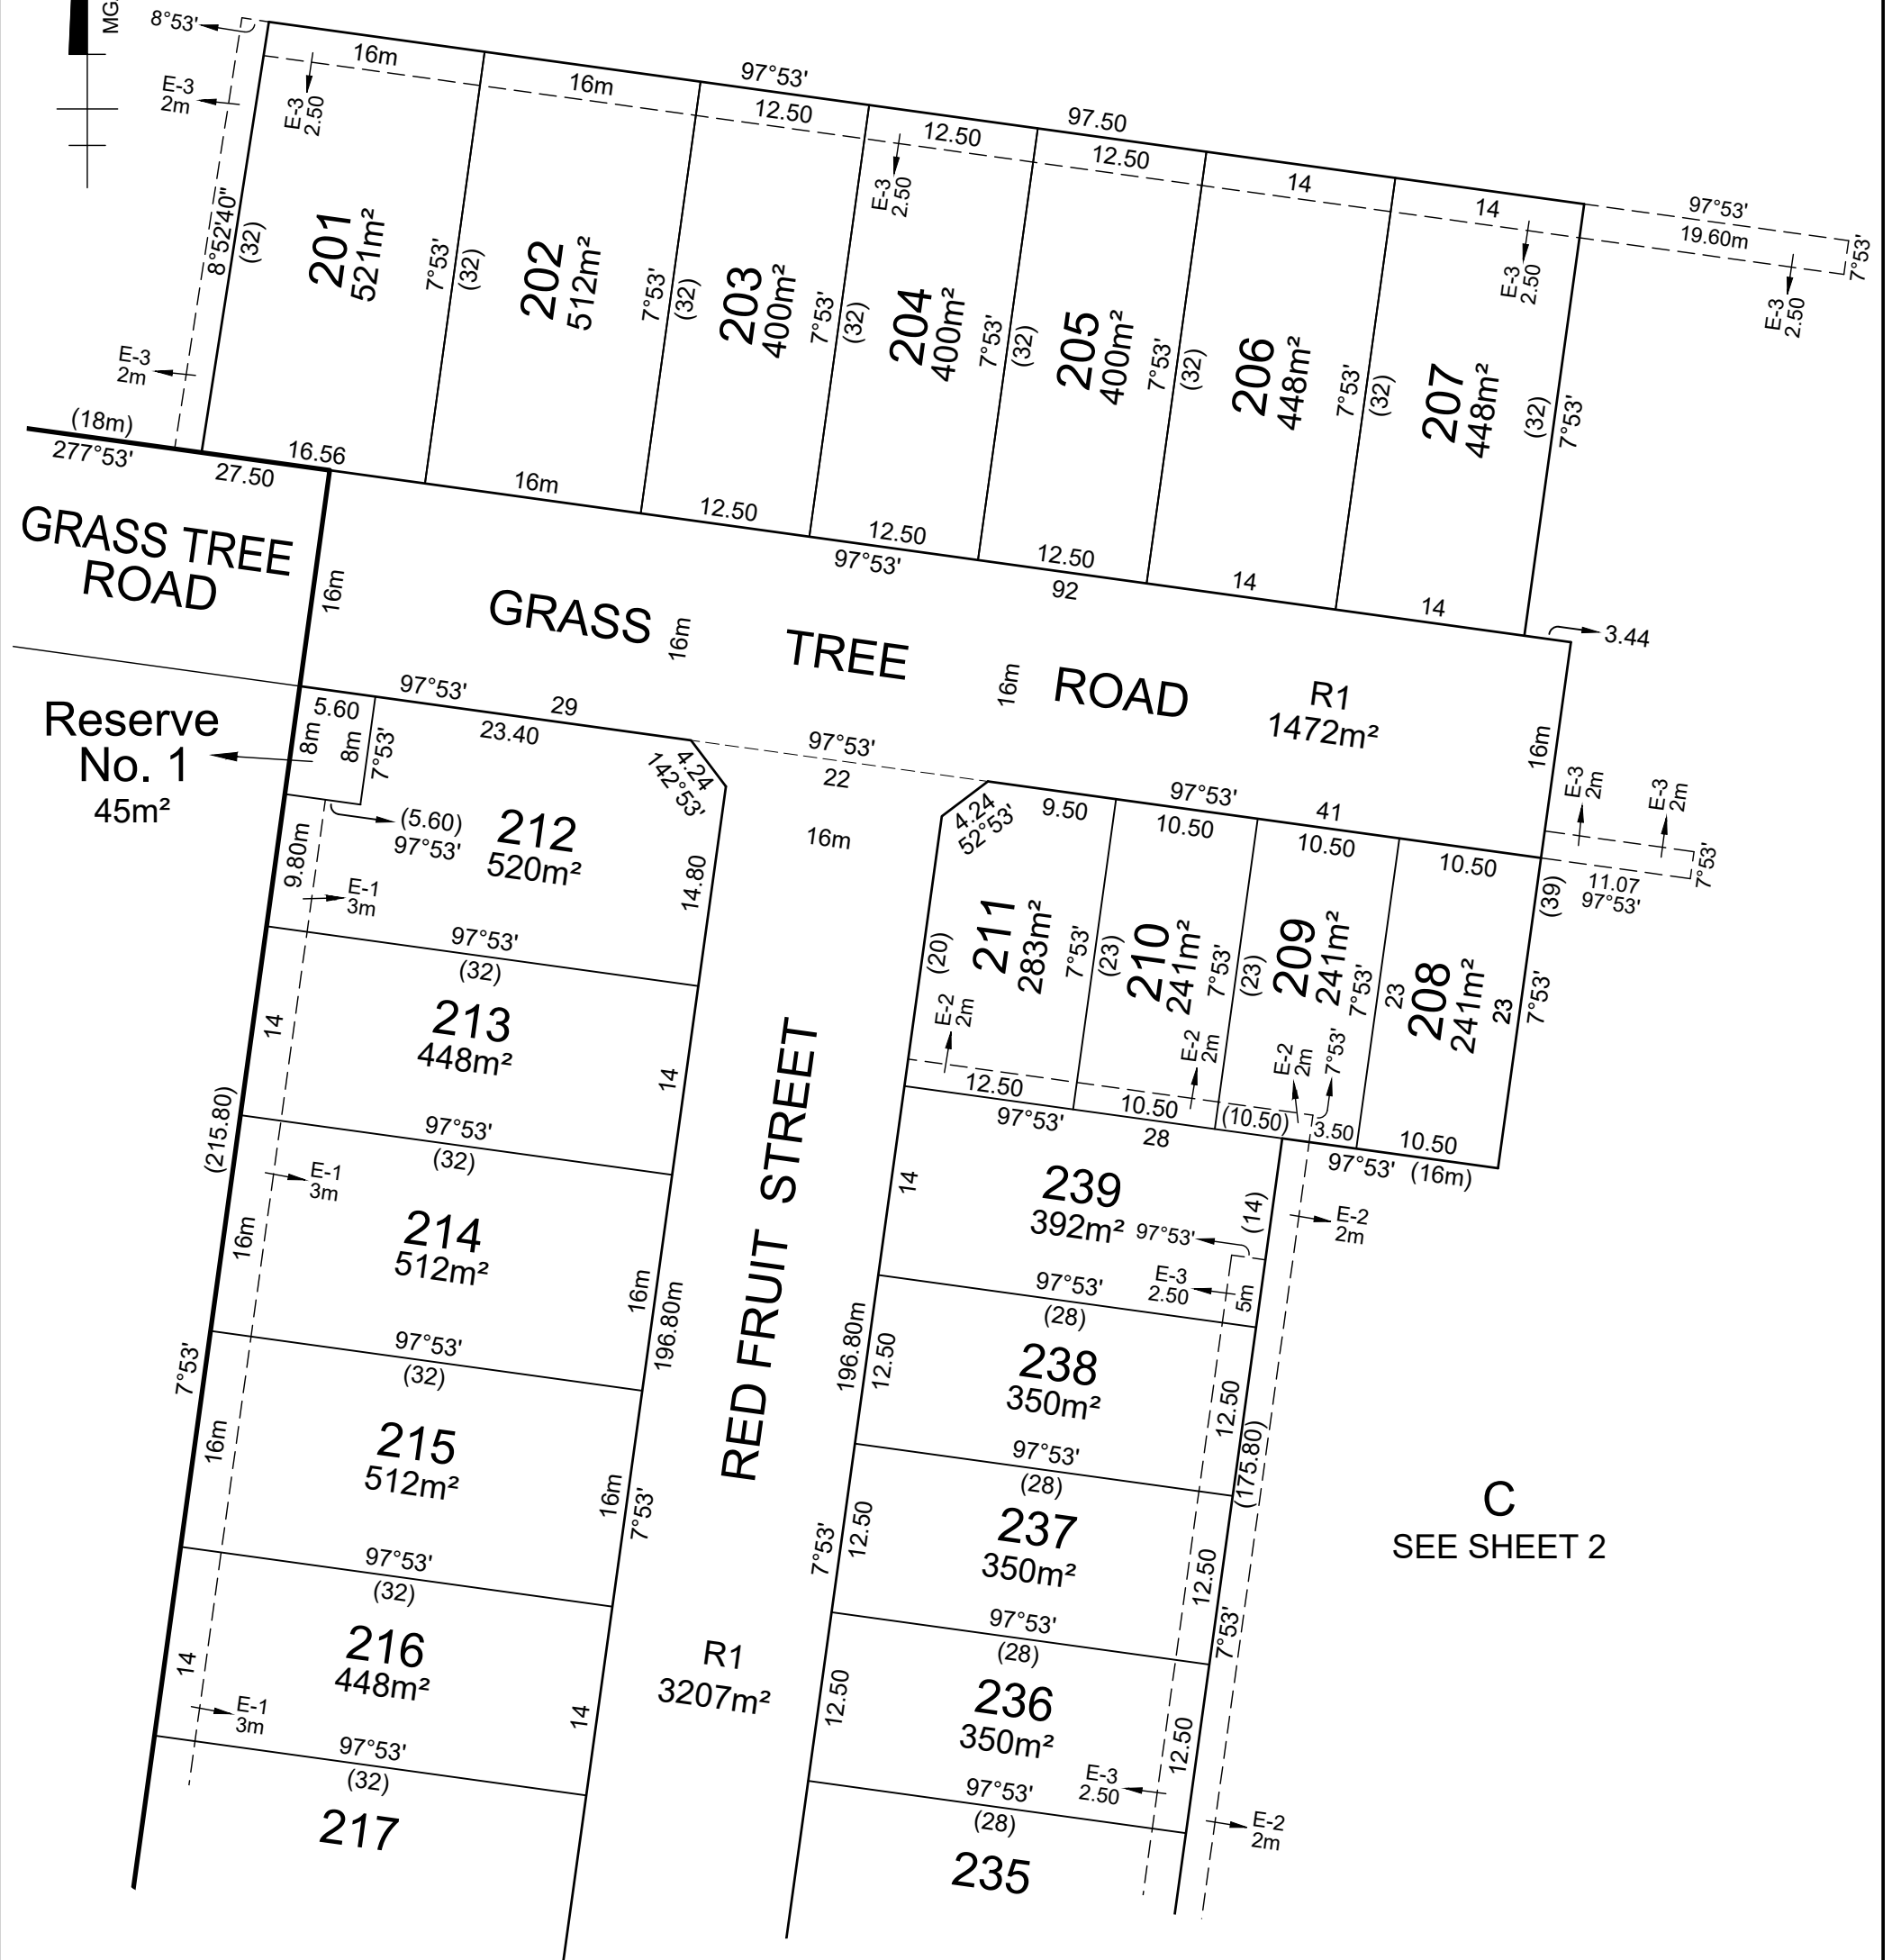 MG
8°53'
E-3
2m
16m
E-3
2.50
16m
97°53'
12.50
12.50
E-3
2.50
97.50
12.50
14
14
97°53'
19.60m
7°53'
E-3
2.50
E-3
2.50
8°52'40"
(32)
201
521m²
7°53'
(32)
202
512m²
7°53'
(32)
203
400m²
7°53'
(32)
204
400m²
7°53'
(32)
205
400m²
7°53'
(32)
206
448m²
7°53'
(32)
207
448m²
(32)
7°53'
E-3
2m
(18m)
277°53'
27.50
16.56
16m
12.50
12.50
97°53'
12.50
92
14
14
3.44
GRASS TREE
ROAD
16m
GRASS
16m
TREE
16m
ROAD
R1
1472m²
16m
Reserve
No. 1
45m²
97°53'
29
5.60
8m
8m
7°53'
23.40
4.24
142°53'
97°53'
22
16m
(5.60)
97°53'
212
520m²
9.80m
E-1
3m
14.80
4.24
52°53'
9.50
97°53'
41
10.50
10.50
10.50
E-3
2m
E-3
2m
7°53'
11.07
97°53'
(39)
(20)
211
283m²
E-2
2m
7°53'
(23)
210
241m²
E-2
2m
7°53'
(23)
209
241m²
E-2
2m
7°53'
7°53'
23
208
241m²
23
7°53'
12.50
97°53'
10.50
28
(10.50)
3.50
10.50
97°53'
(16m)
97°53'
(32)
213
448m²
14
14
(215.80)
97°53'
(32)
E-1
3m
214
512m²
16m
16m
196.80m
7°53'
97°53'
(32)
215
512m²
16m
16m
7°53'
97°53'
(32)
216
448m²
14
14
E-1
3m
97°53'
(32)
217
RED FRUIT STREET
R1
3207m²
14
239
392m²
97°53'
(14)
E-2
2m
E-3
2.50
5m
97°53'
(28)
196.80m
12.50
238
350m²
12.50
(175.80)
97°53'
(28)
7°53'
12.50
237
350m²
12.50
7°53'
97°53'
(28)
12.50
236
350m²
12.50
E-3
2.50
97°53'
(28)
235
E-2
2m
C
SEE SHEET 2